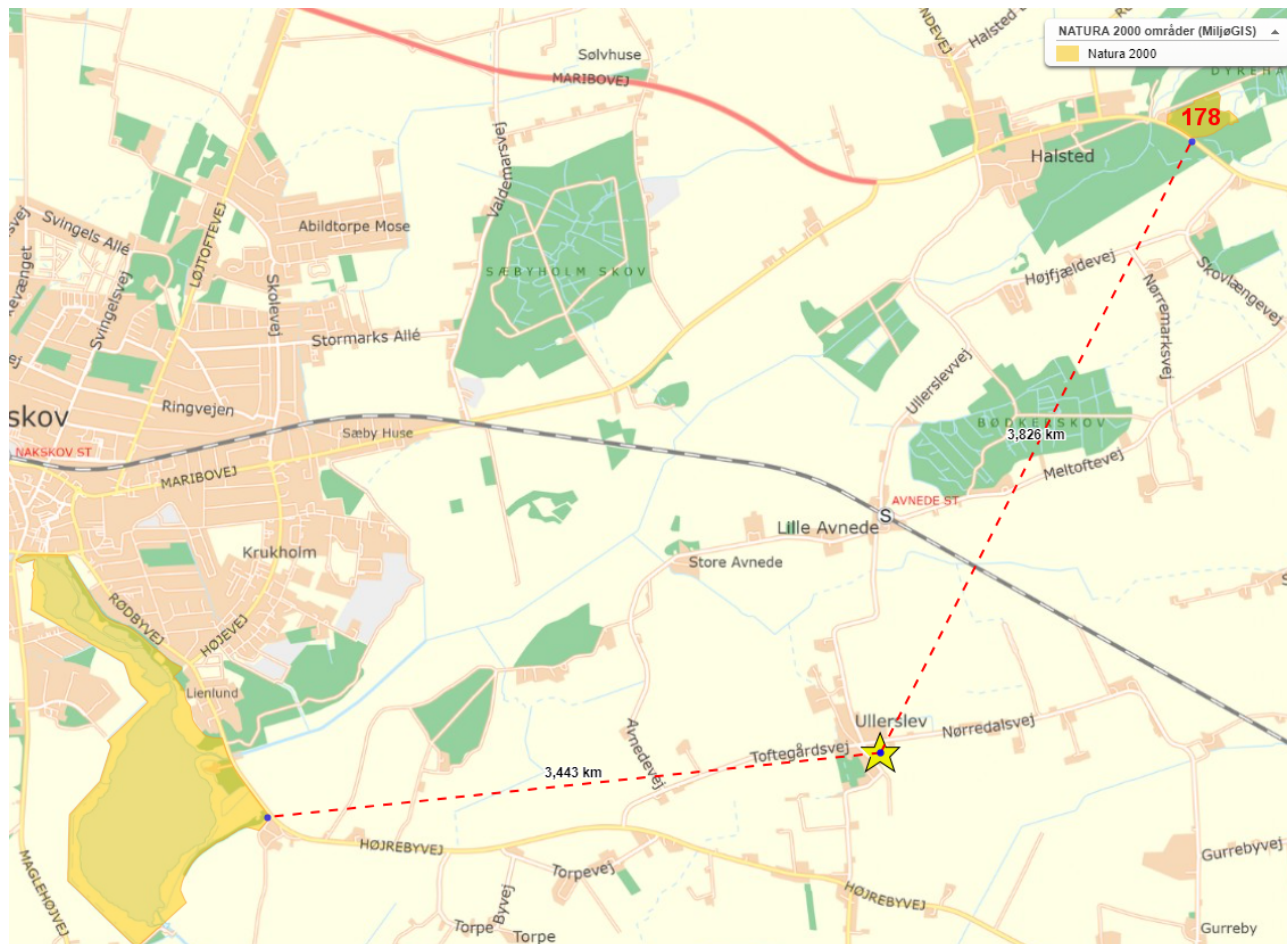 NATURA 2000 områder (MiljøGIS)
Natura 2000
Sølvhuse
MARIBOVEJ
Halsted
DYREHA
178
Halsted
Valdemarsvej
Svingels Allé
LØJTOFTEVEJ
Abildtorpe Mose
Skolevej
SÆBYHOLM SKOV
Højfjældevej
Skovlængevej
Nørremarksvej
Svingelsvej
Stormarks Allé
Ullerslevvej
Ringvejen
skov
Sæby Huse
BØDKERSKOV
3,826 km
NAKSKOV ST
MARIBOVEJ
Meltoftevej
AVNEDE ST
S
Lille Avnede
Krukholm
Store Avnede
RØDBYVEJ
HØJEVEJ
Lienlund
Ullerslev
Avnedevej
Toftegårdsvej
Nørredalsvej
3,443 km
HØJREBYVEJ
MAGLEHØJVEJ
Torpevej
Gurrebyvej
HØJREBYVEJ
Byvej
Torpe
Torpe
Gurreby